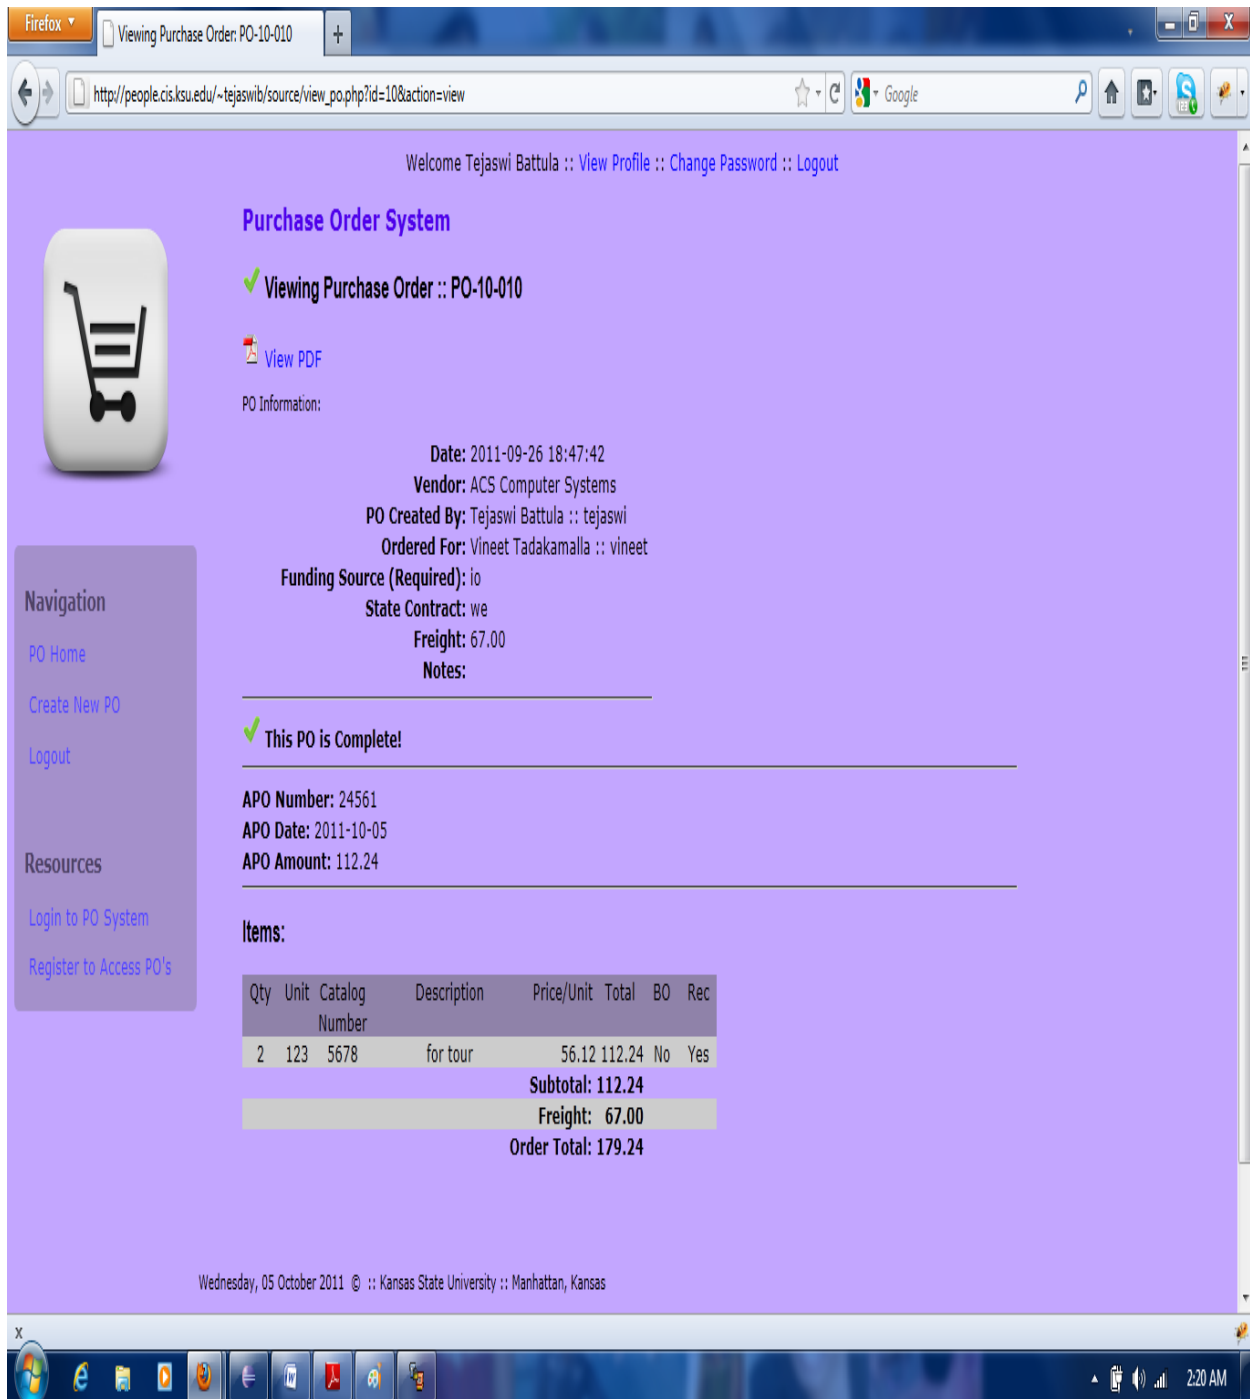 Firefox
Viewing Purchase Order: PO-10-010
http://people.cis.ksu.edu/~tejaswib/source/view_po.php?id=10&action=view
Google
Welcome Tejaswi Battula :: View Profile :: Change Password :: Logout
Purchase Order System
Viewing Purchase Order :: PO-10-010
View PDF
PO Information:
Date: 2011-09-26 18:47:42
Vendor: ACS Computer Systems
PO Created By: Tejaswi Battula :: tejaswi
Ordered For: Vineet Tadakamalla :: vineet
Funding Source (Required): io
State Contract: we
Freight: 67.00
Notes:
This PO is Complete!
APO Number: 24561
APO Date: 2011-10-05
APO Amount: 112.24
Items:
Qty Unit Catalog Number Description Price/Unit Total BO Rec
2 123 5678 for tour 56.12 112.24 No Yes
Subtotal: 112.24
Freight: 67.00
Order Total: 179.24
Navigation
PO Home
Create New PO
Logout
Resources
Login to PO System
Register to Access PO's
Wednesday, 05 October 2011 © :: Kansas State University :: Manhattan, Kansas
x
2:20 AM